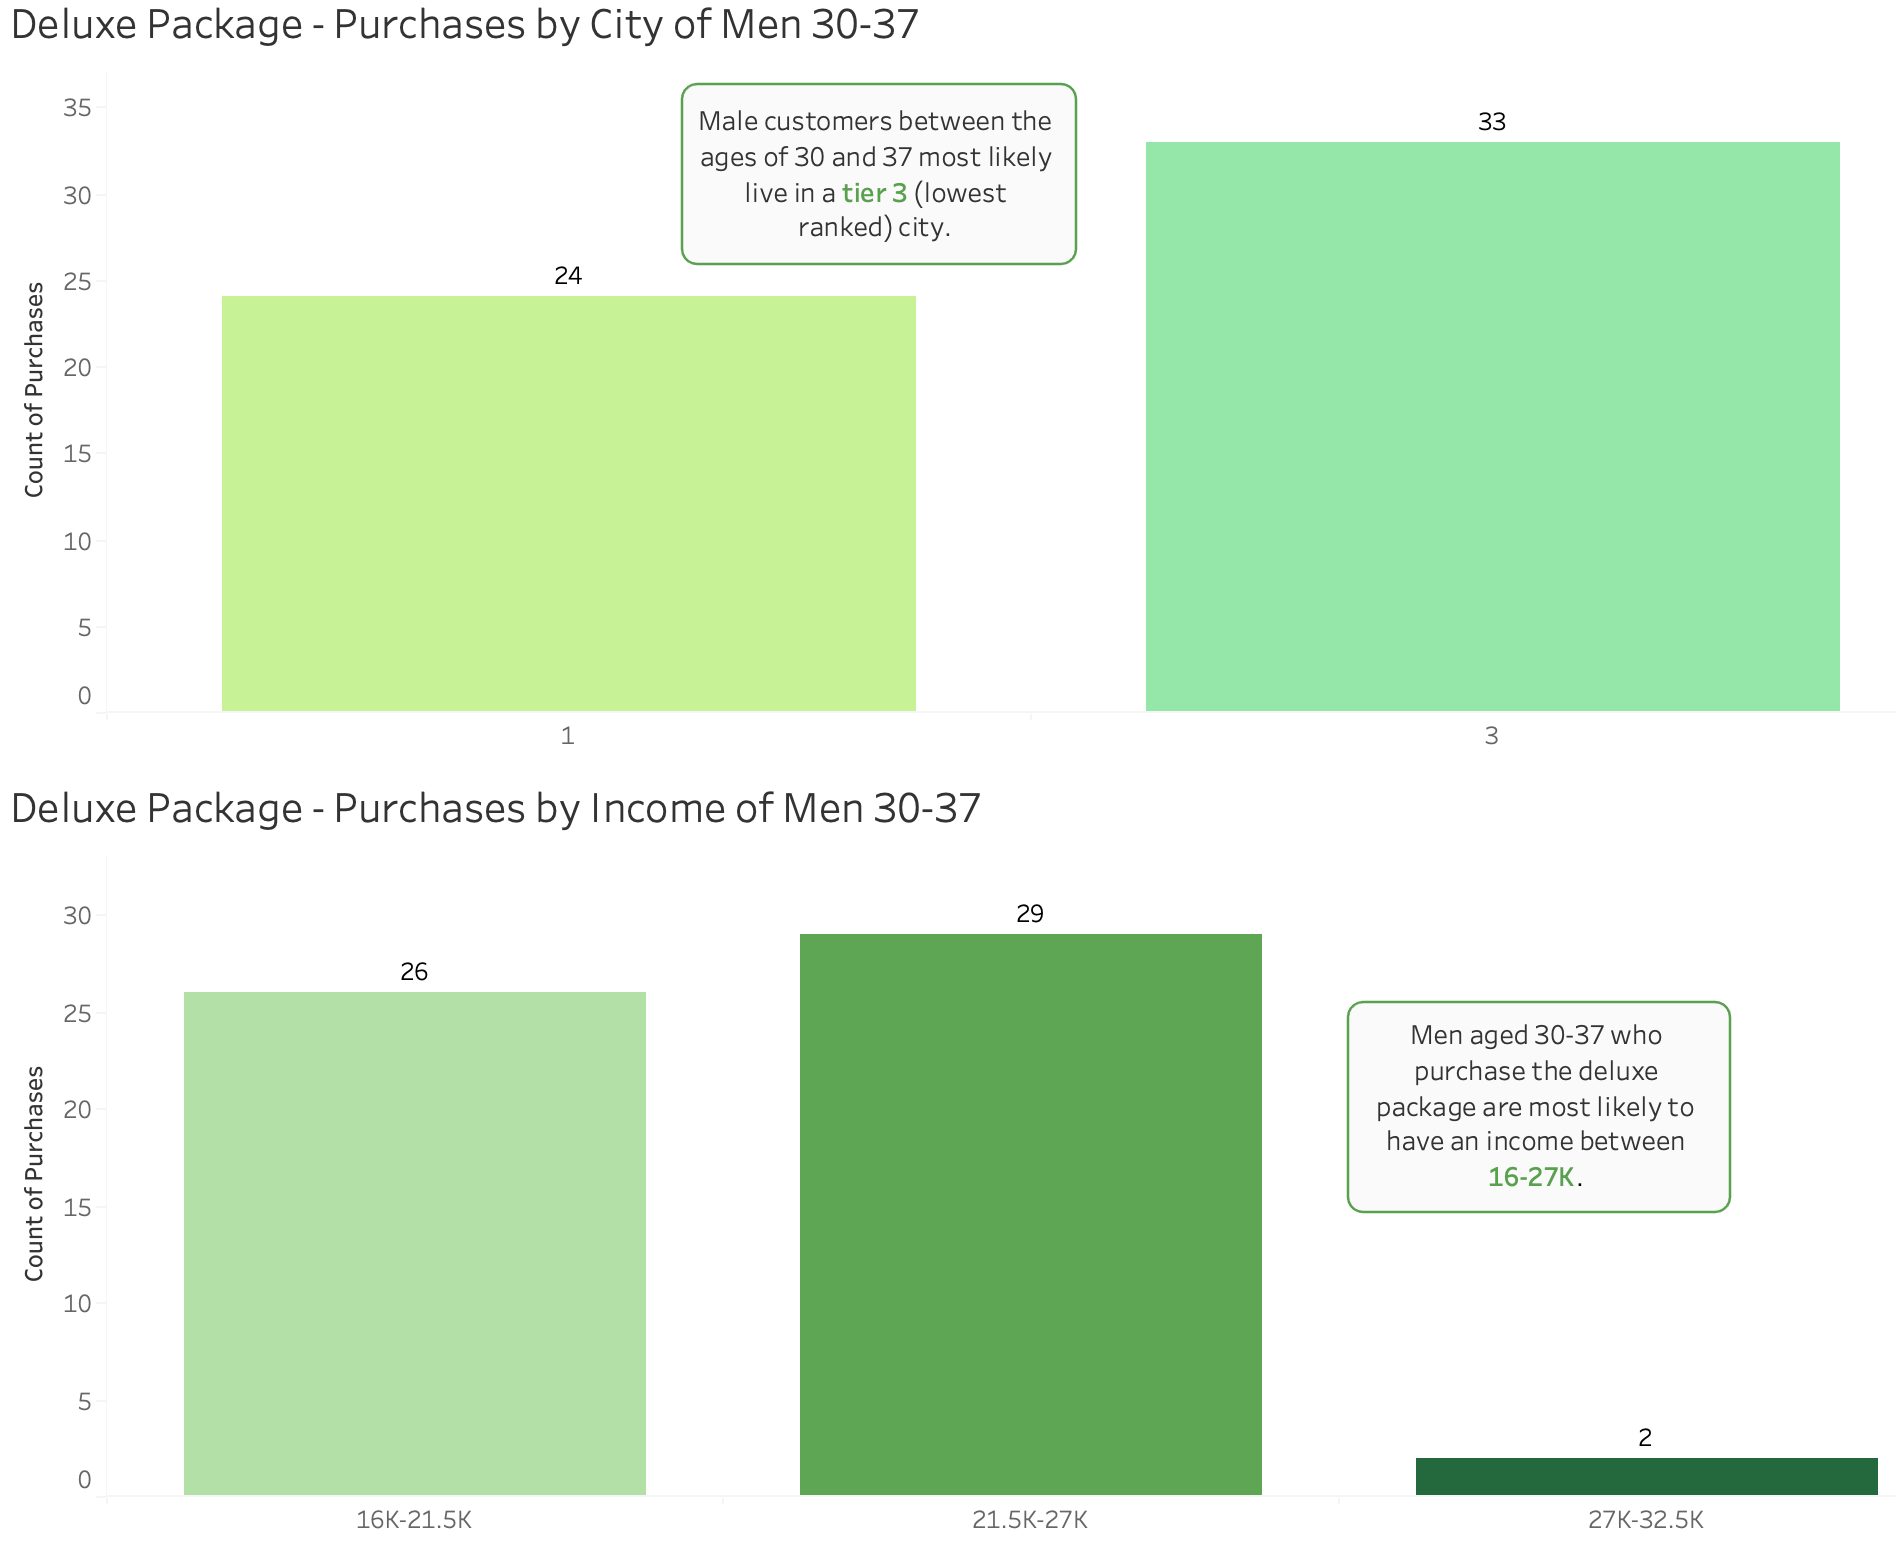 Deluxe Package - Purchases by City of Men 30-37
Count of Purchases
35
30
25
20
15
10
5
0
24
33
Male customers between the
ages of 30 and 37 most likely
live in a tier 3 (lowest
ranked) city.
1
3
Deluxe Package - Purchases by Income of Men 30-37
Count of Purchases
30
25
20
15
10
5
0
26
29
2
Men aged 30-37 who
purchase the deluxe
package are most likely to
have an income between
16-27K.
16K-21.5K
21.5K-27K
27K-32.5K